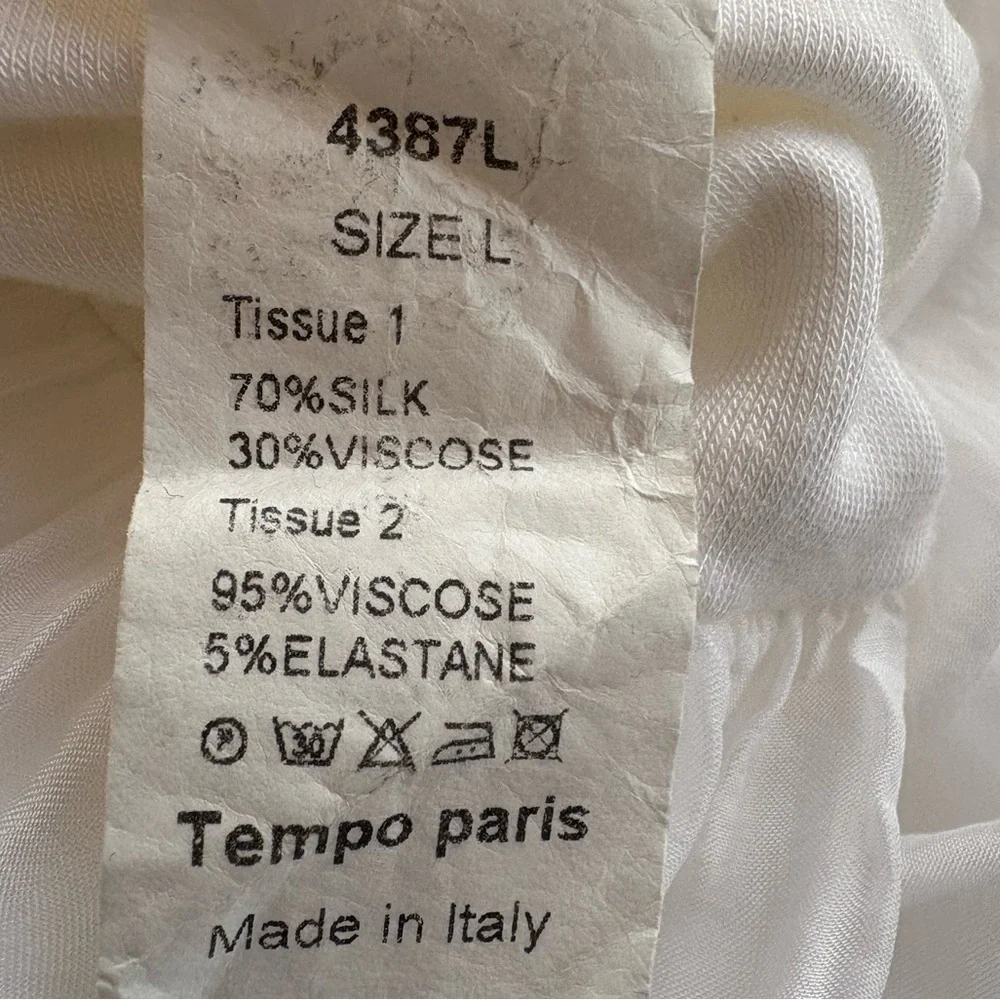 4387L
SIZE L
Tissue 1
70%SILK
30%VISCOSE
Tissue 2
95%VISCOSE
5%ELASTANE
P 30
Tempo paris
Made in Italy